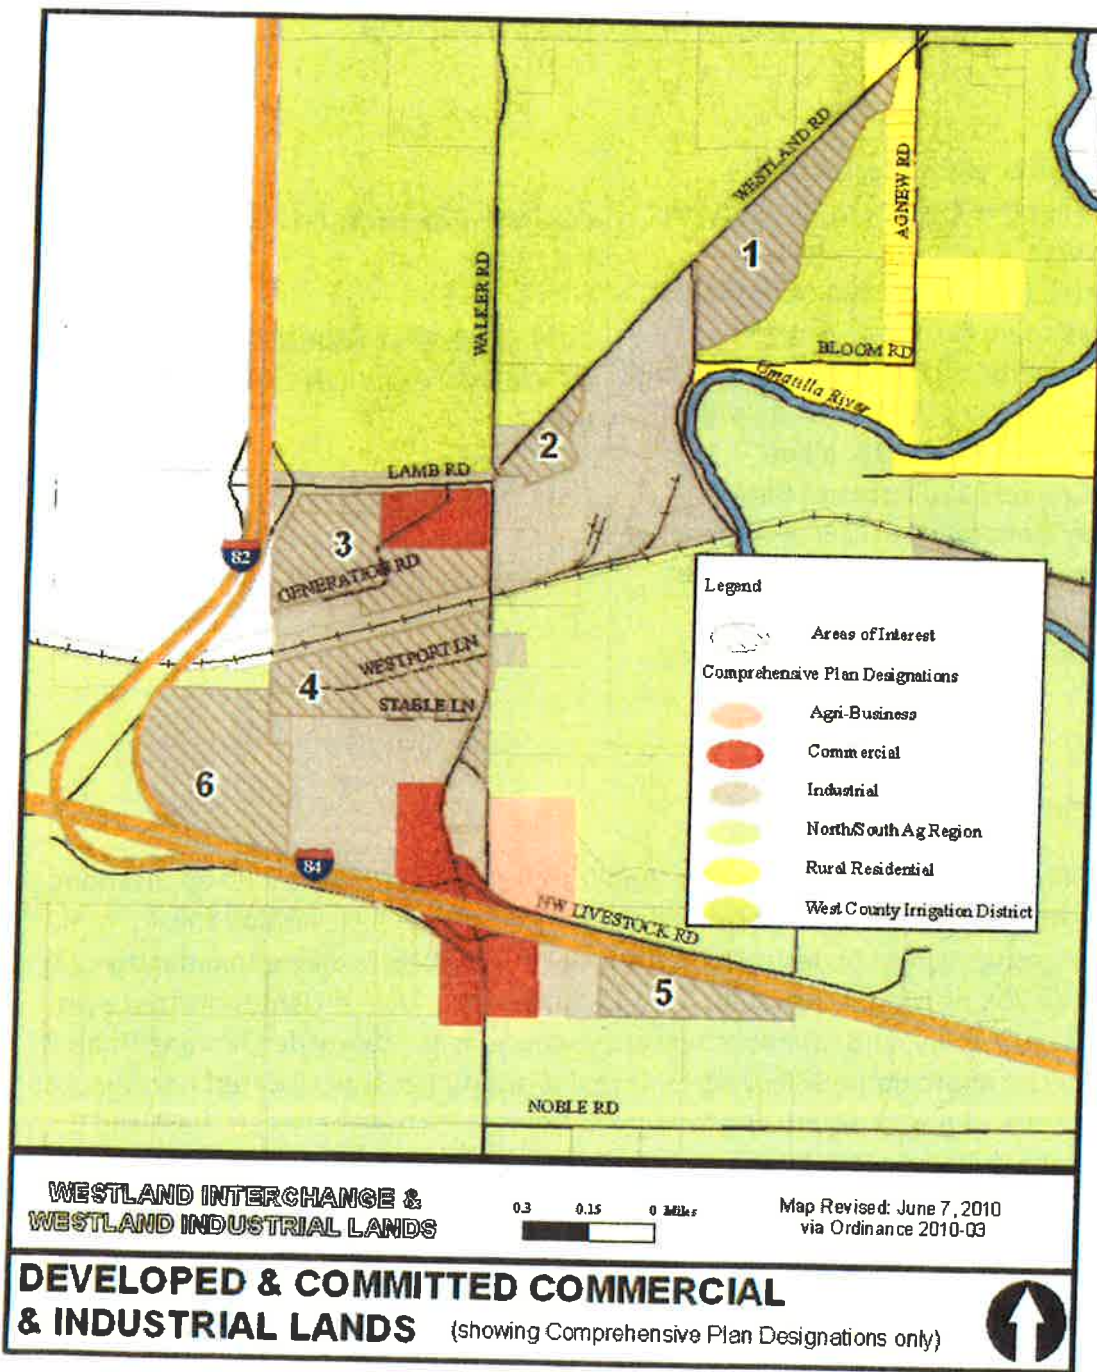 WESTLAND RD
AGNEW RD
1
WALKER RD
BLOOM RD
Umatilla River
2
LAMB RD
3
82
GENERATION RD
WESTPORT LN
4
STABLE LN
6
84
NW LIVESTOCK RD
5
NOBLE RD
Legend
Areas of Interest
Comprehensive Plan Designations
Agri-Business
Commercial
Industrial
North/South Ag Region
Rural Residential
West County Irrigation District
WESTLAND INTERCHANGE &
WESTLAND INDUSTRIAL LANDS
0.3 0.15 0 Miles
Map Revised: June 7, 2010
via Ordinance 2010-03
DEVELOPED & COMMITTED COMMERCIAL
& INDUSTRIAL LANDS (showing Comprehensive Plan Designations only)